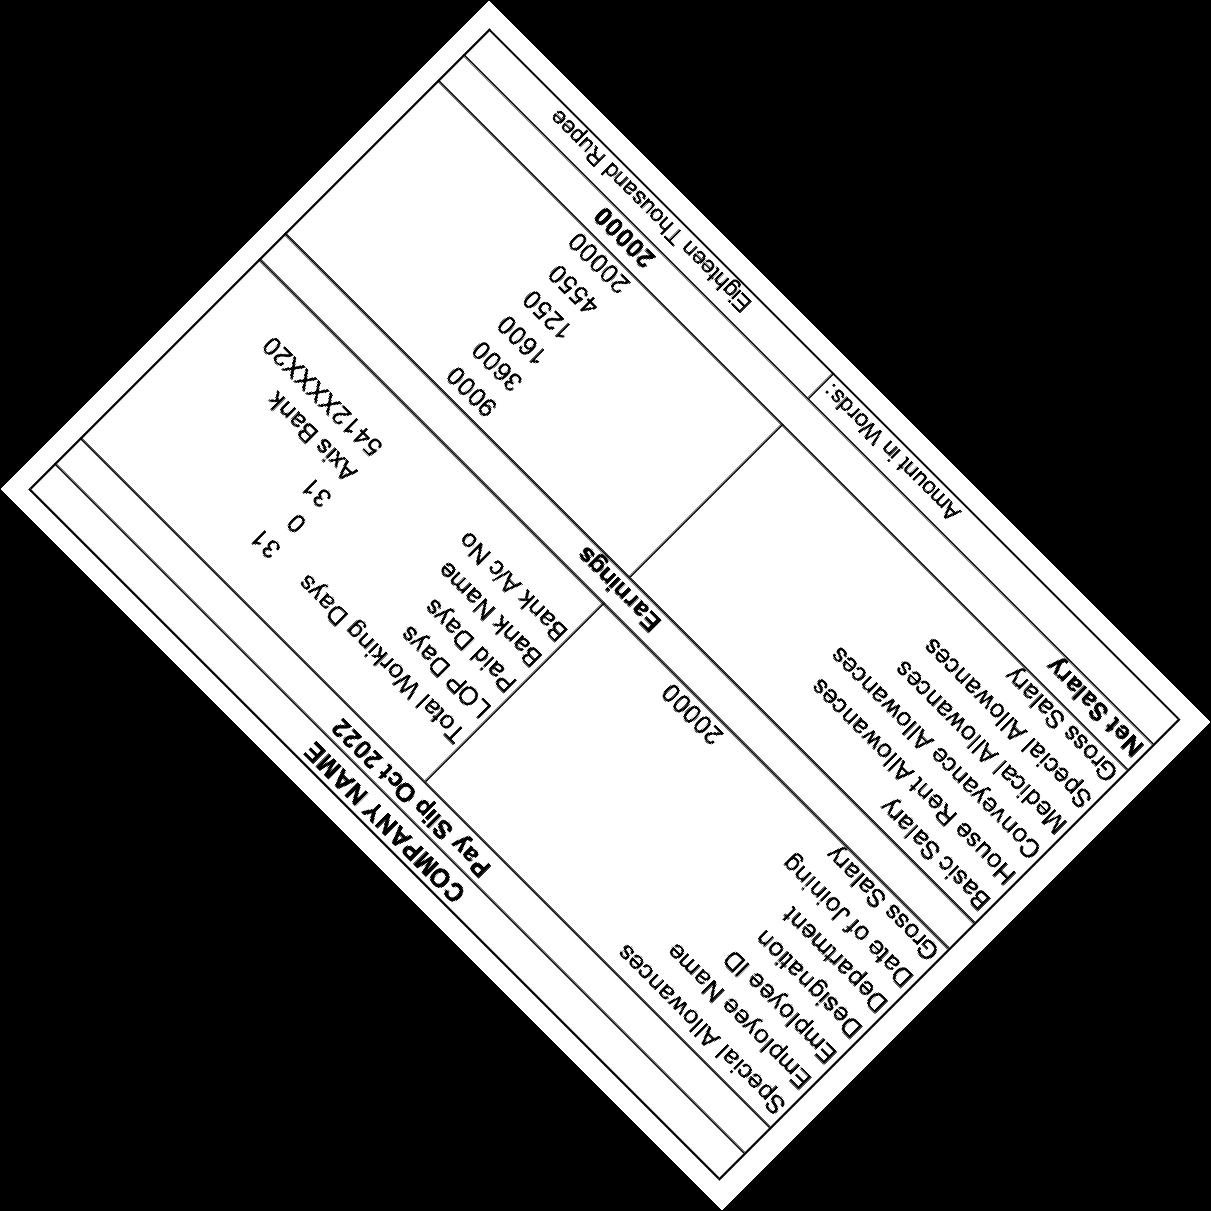 COMPANY NAME
Pay Slip Oct 2022
Special Allowances
Employee Name Total Working Days 31
Employee ID LOP Days 0
Designation Paid Days 31
Department Bank Name Axis Bank
Date of Joining Bank A/c No 5412XXXX20
Gross Salary 20000
Earnings
Basic Salary 9000
House Rent Allowances 3600
Conveyance Allowances 1600
Medical Allowances 1250
Special Allowances 4550
Gross Salary 20000
Net Salary 20000
Amount in Words: Eighteen Thousand Rupee